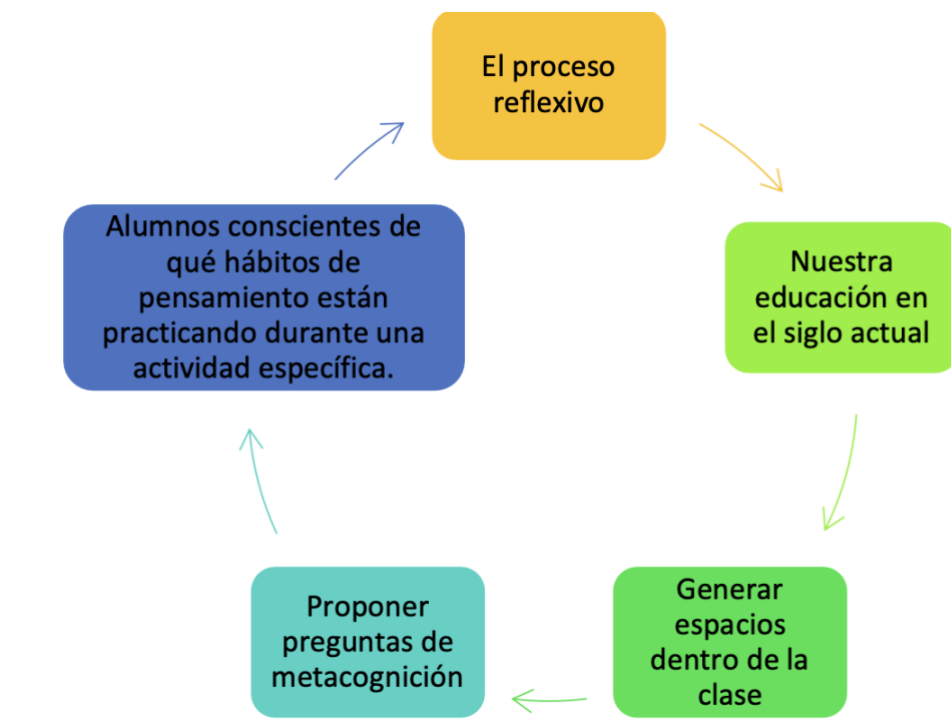 El proceso
reflexivo
Nuestra
educación en
el siglo actual
Generar
espacios
dentro de la
clase
Proponer
preguntas de
metacognición
Alumnos conscientes de
qué hábitos de
pensamiento están
practicando durante una
actividad específica.